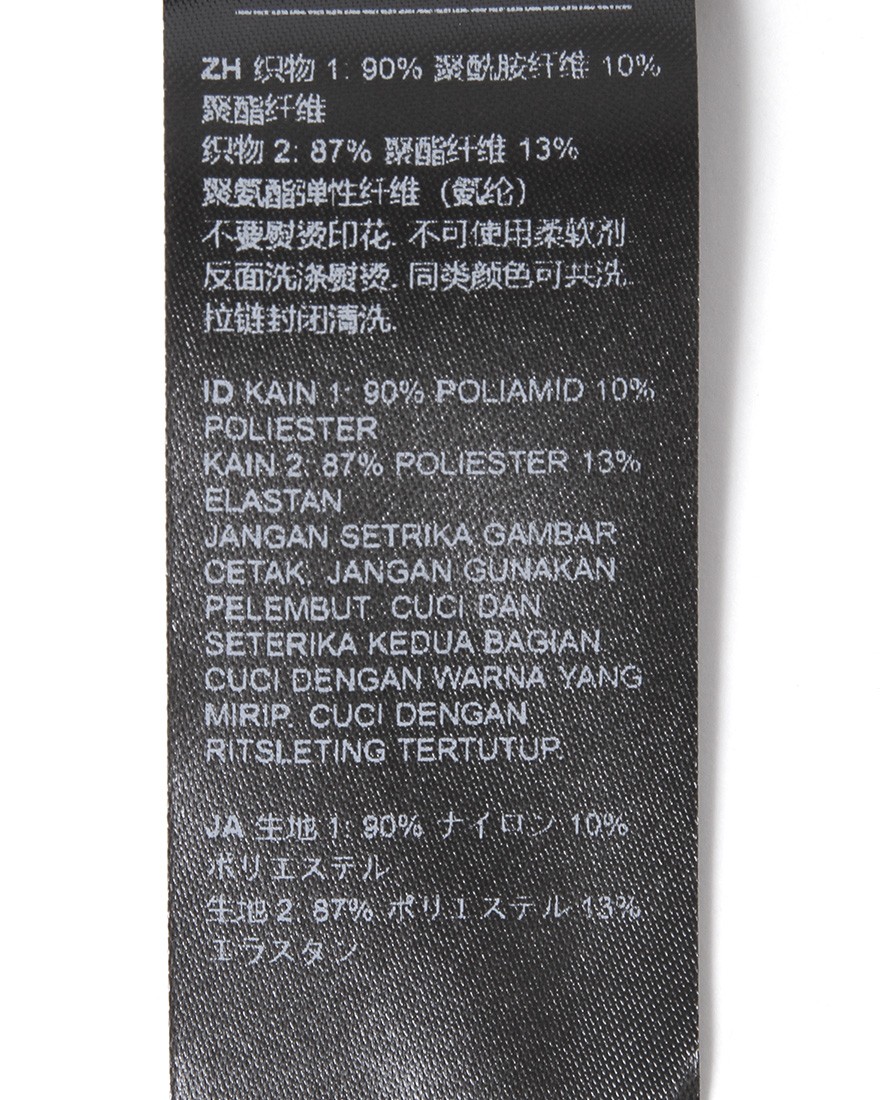 ZH 织物 1: 90% 聚酰胺纤维 10%
聚酯纤维
织物 2: 87% 聚酯纤维 13%
聚氨酯弹性纤维（氨纶）
不要熨烫印花. 不可使用柔软剂.
反面洗涤熨烫. 同类颜色可共洗.
拉链封闭清洗.
ID KAIN 1: 90% POLIAMID 10%
POLIESTER
KAIN 2: 87% POLIESTER 13%
ELASTAN
JANGAN SETRIKA GAMBAR
CETAK. JANGAN GUNAKAN
PELEMBUT. CUCI DAN
SETERIKA KEDUA BAGIAN.
CUCI DENGAN WARNA YANG
MIRIP. CUCI DENGAN
RITSLETING TERTUTUP.
JA 生地 1: 90% ナイロン 10%
ポリエステル
生地 2: 87% ポリエステル 13%
エラスタン